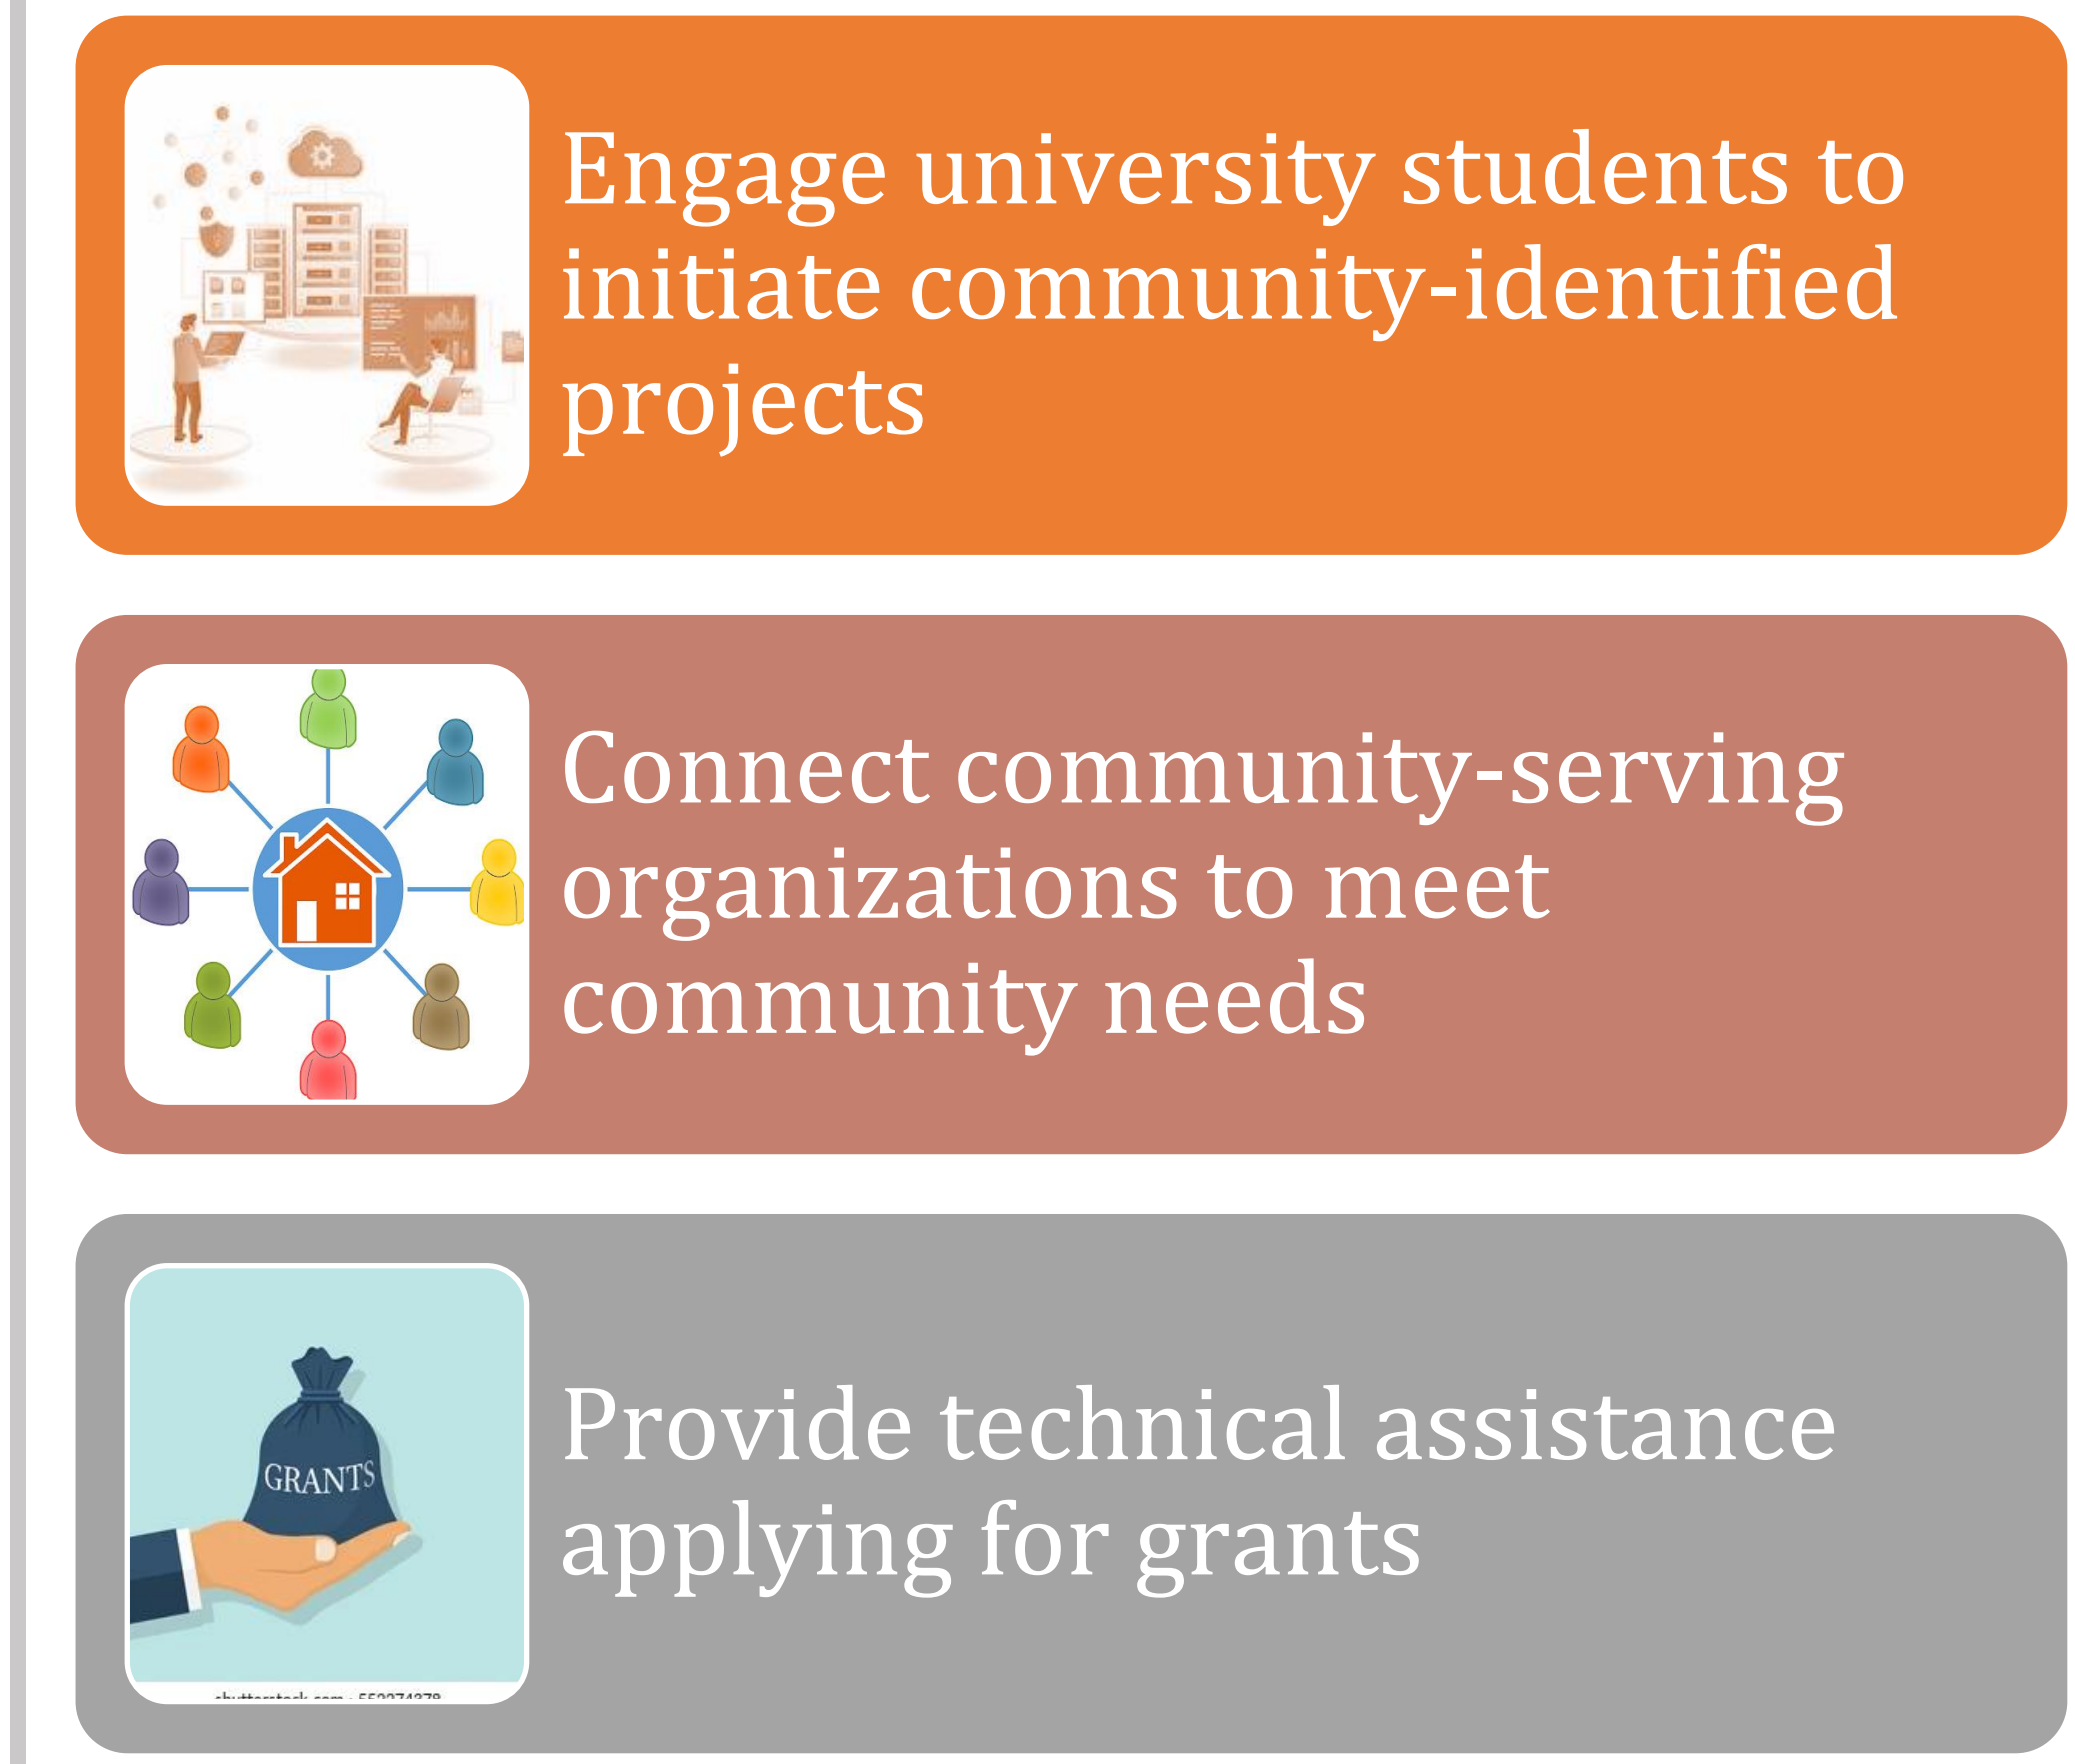 Engage university students to
initiate community-identified
projects
Connect community-serving
organizations to meet
community needs
GRANTS
Provide technical assistance
applying for grants